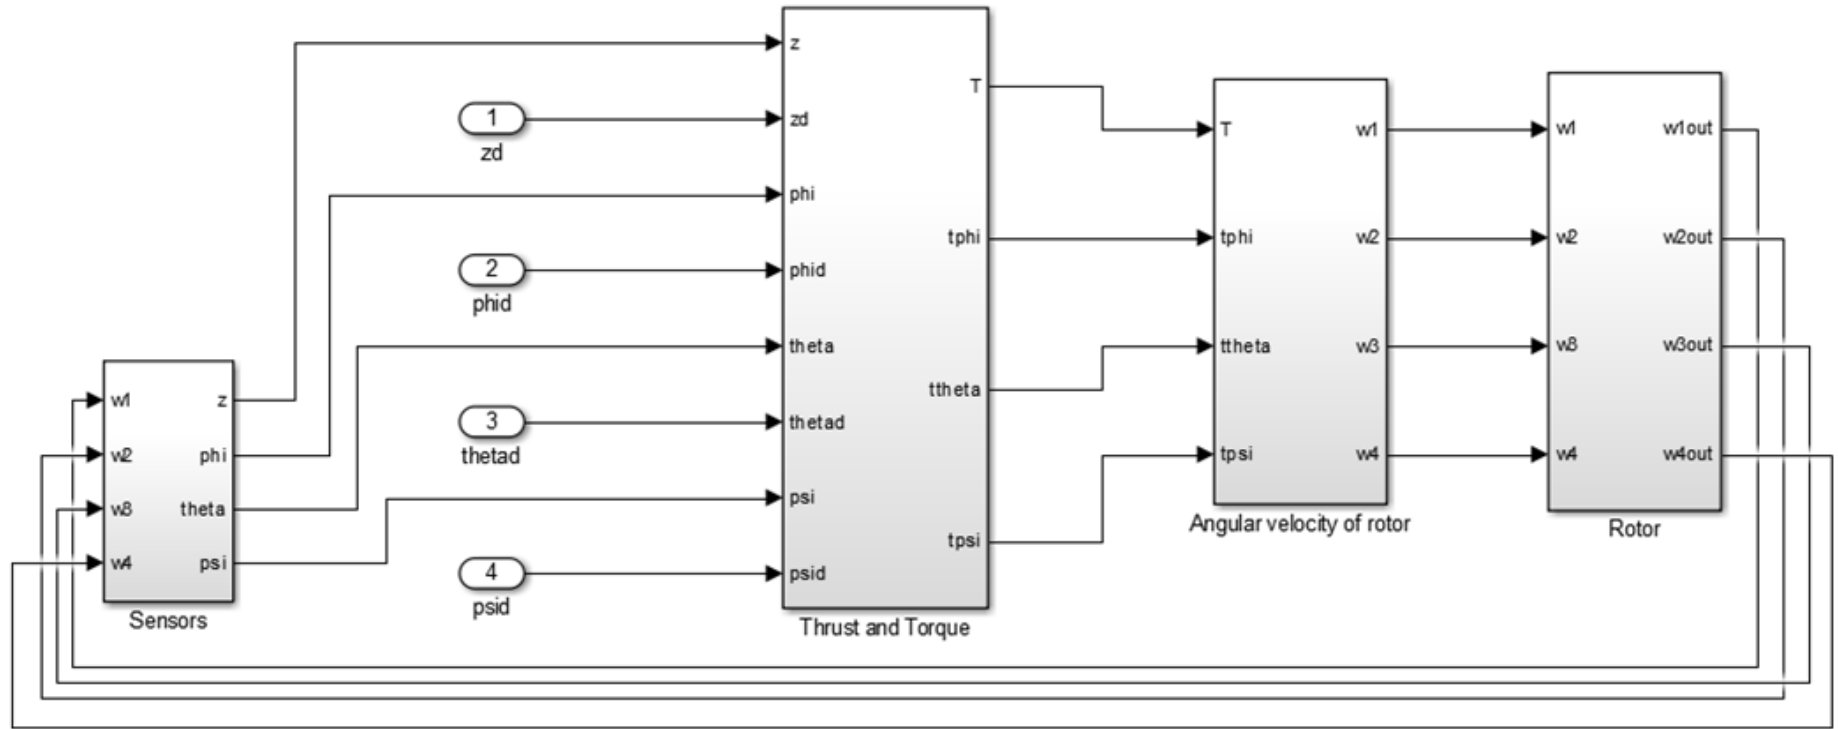 z
zd
phi
phid
theta
thetad
psi
psid
T
tphi
ttheta
tpsi
Thrust and Torque
1
zd
2
phid
3
thetad
4
psid
w1
w2
w3
w4
z
phi
theta
psi
Sensors
T
tphi
ttheta
tpsi
w1
w2
w3
w4
Angular velocity of rotor
w1
w2
w3
w4
w1out
w2out
w3out
w4out
Rotor